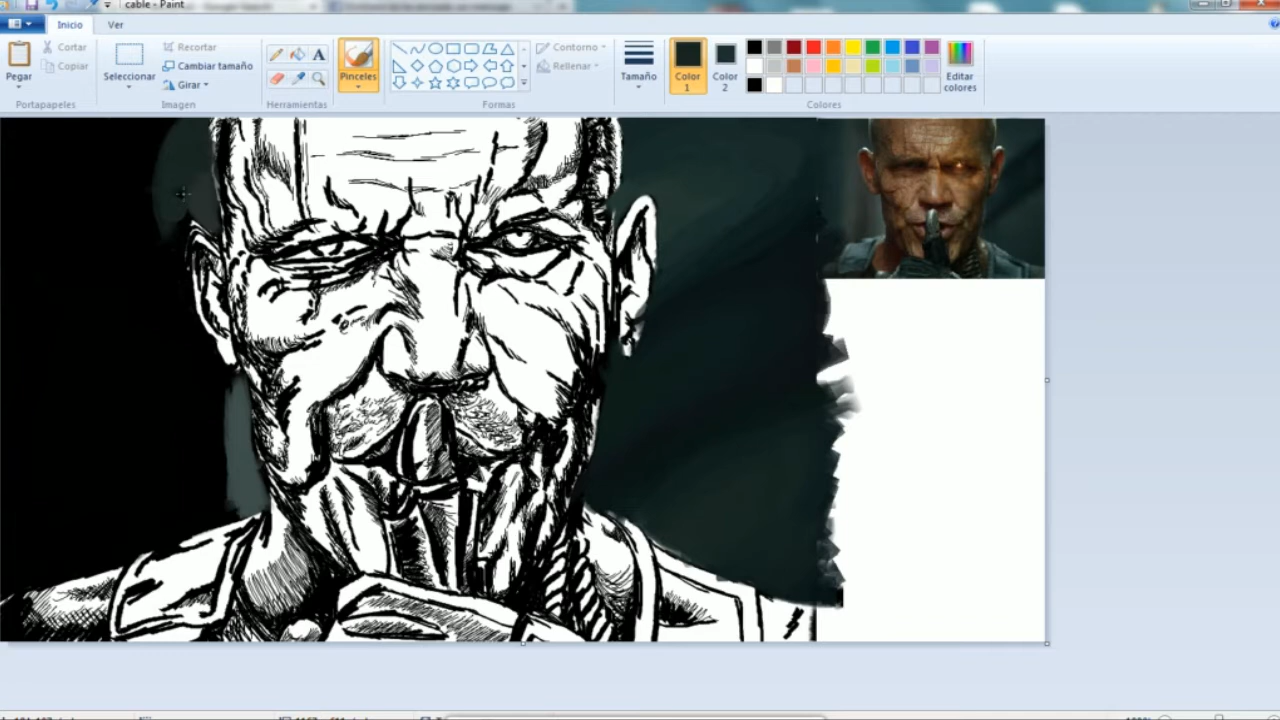 cable - Paint
Inicio
Ver
Pegar
Cortar
Copiar
Portapapeles
Seleccionar
Recortar
Cambiar tamaño
Girar
Imagen
A
Herramientas
Pinceles
Formas
Contorno
Rellenar
Tamaño
Color
1
Color
2
Colores
Editar
colores